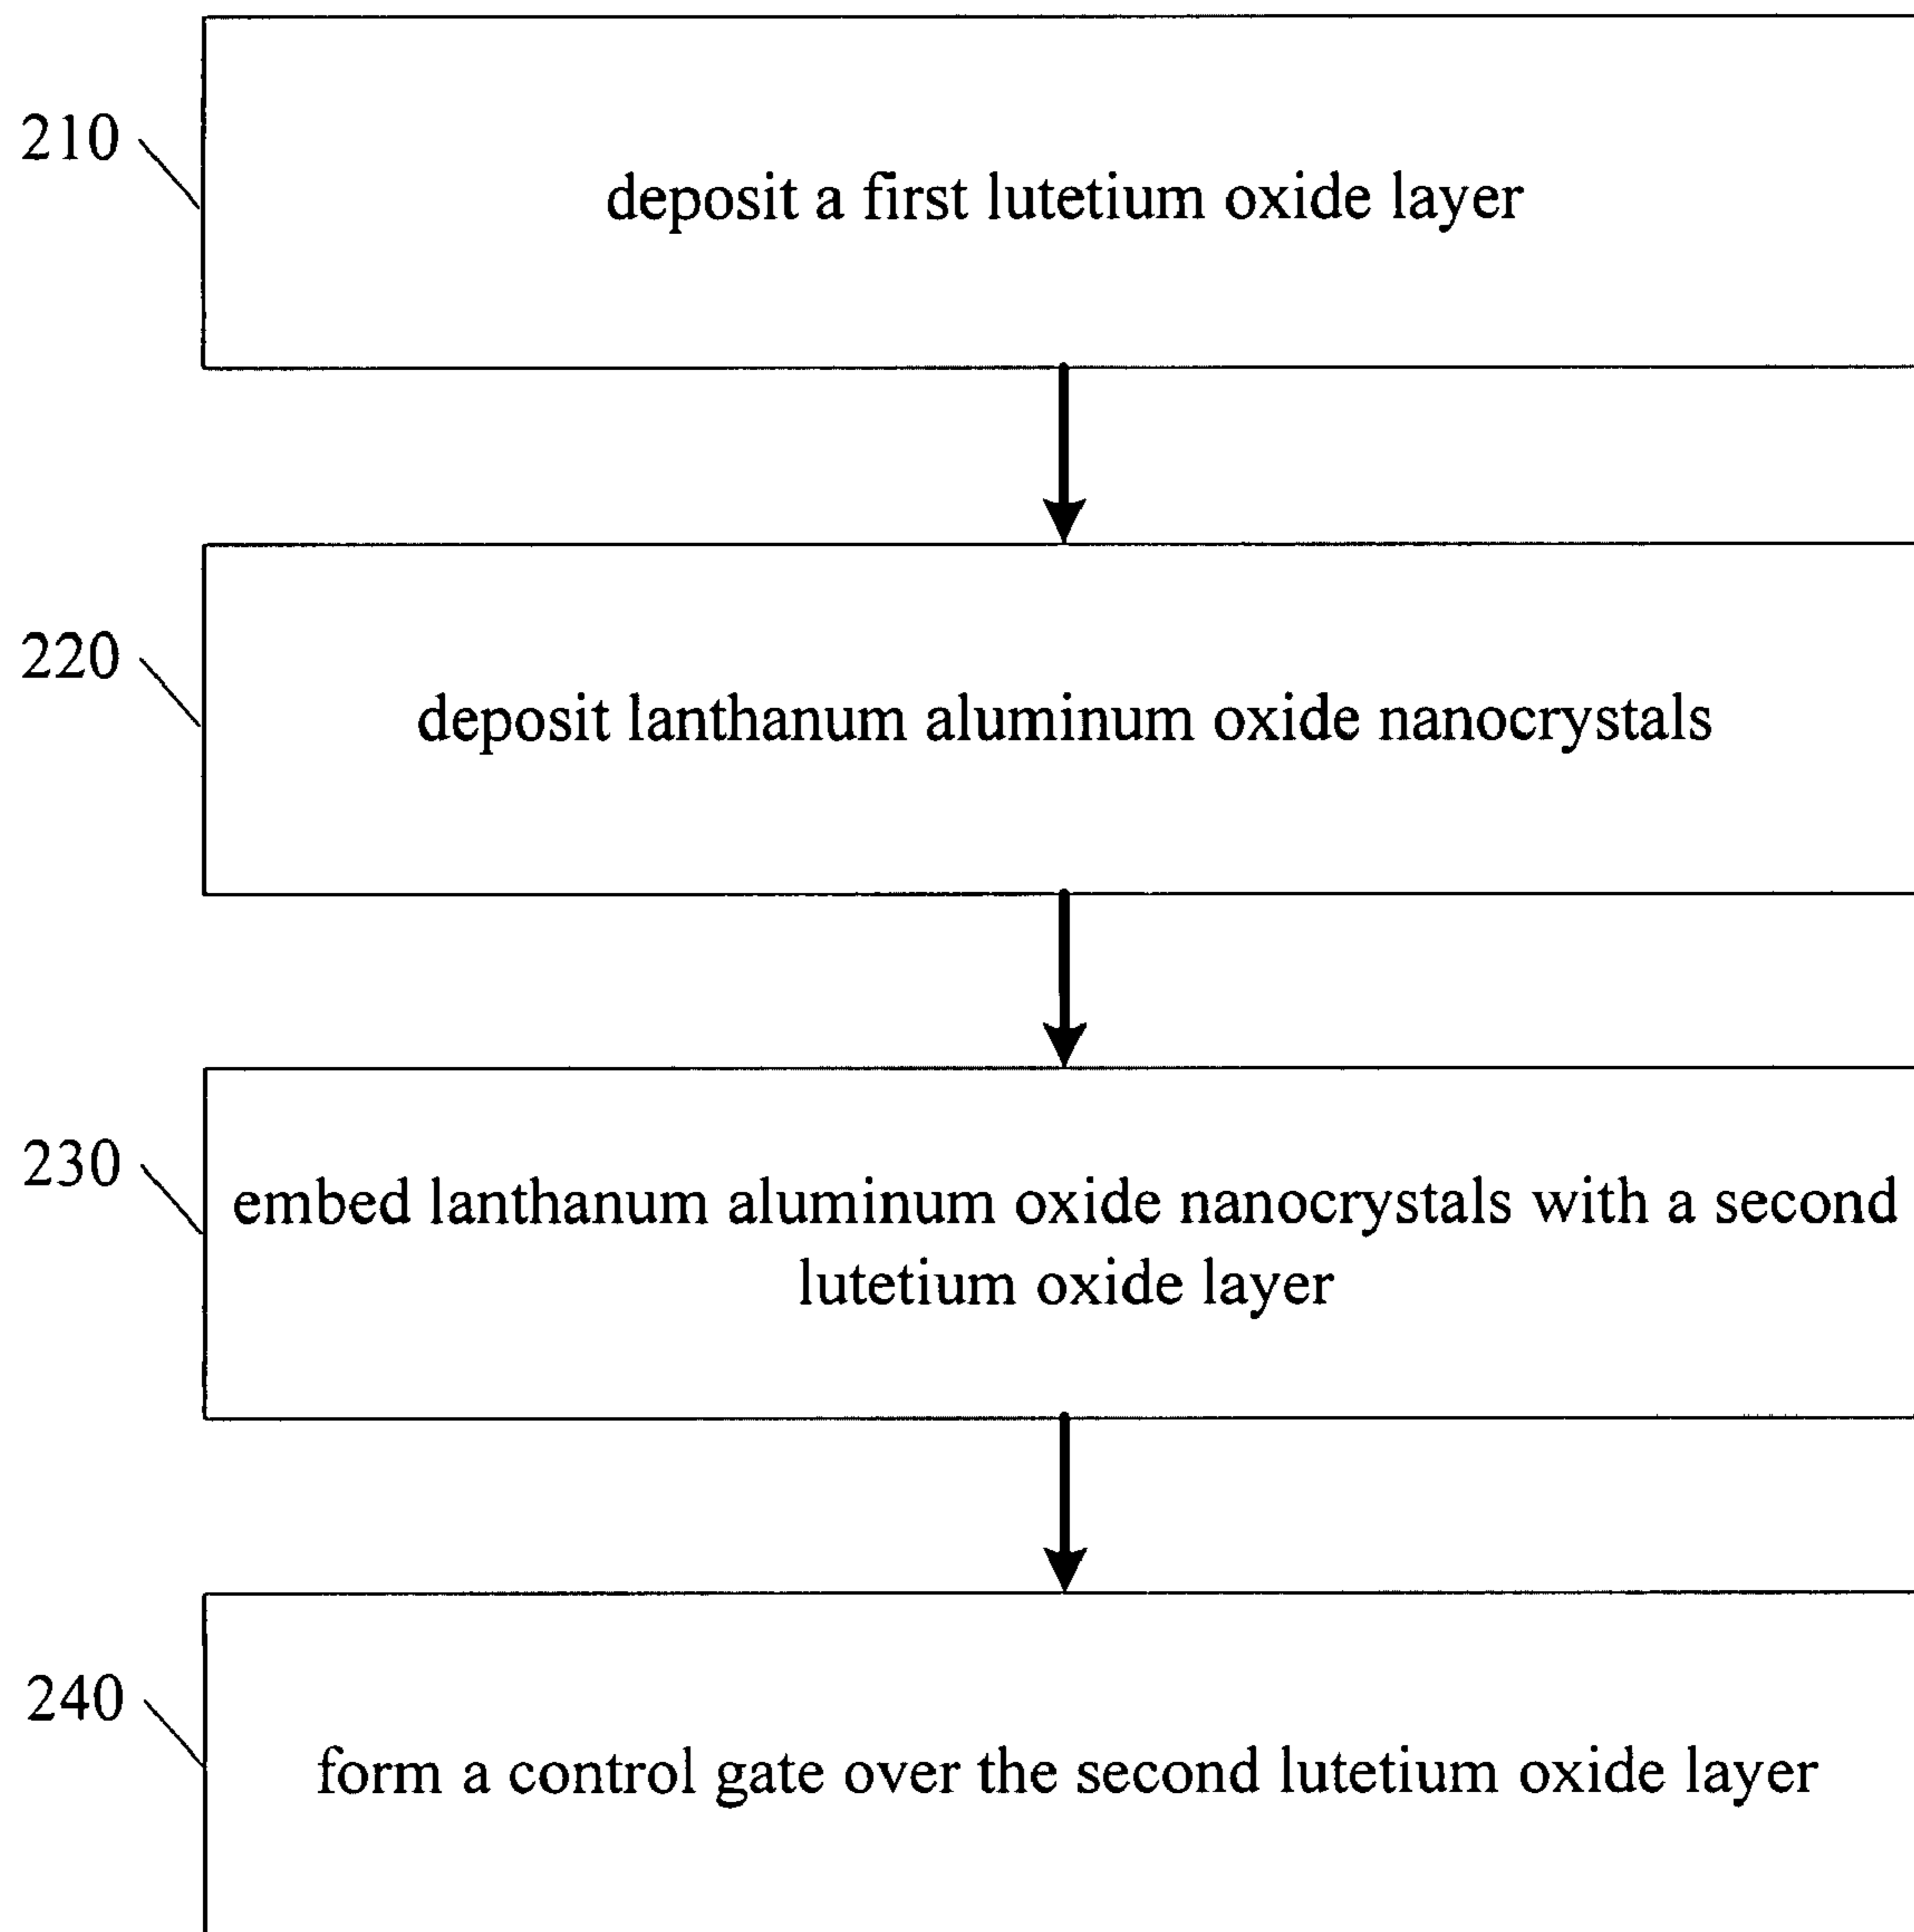 210
deposit a first lutetium oxide layer
220
deposit lanthanum aluminum oxide nanocrystals
230
embed lanthanum aluminum oxide nanocrystals with a second
lutetium oxide layer
240
form a control gate over the second lutetium oxide layer